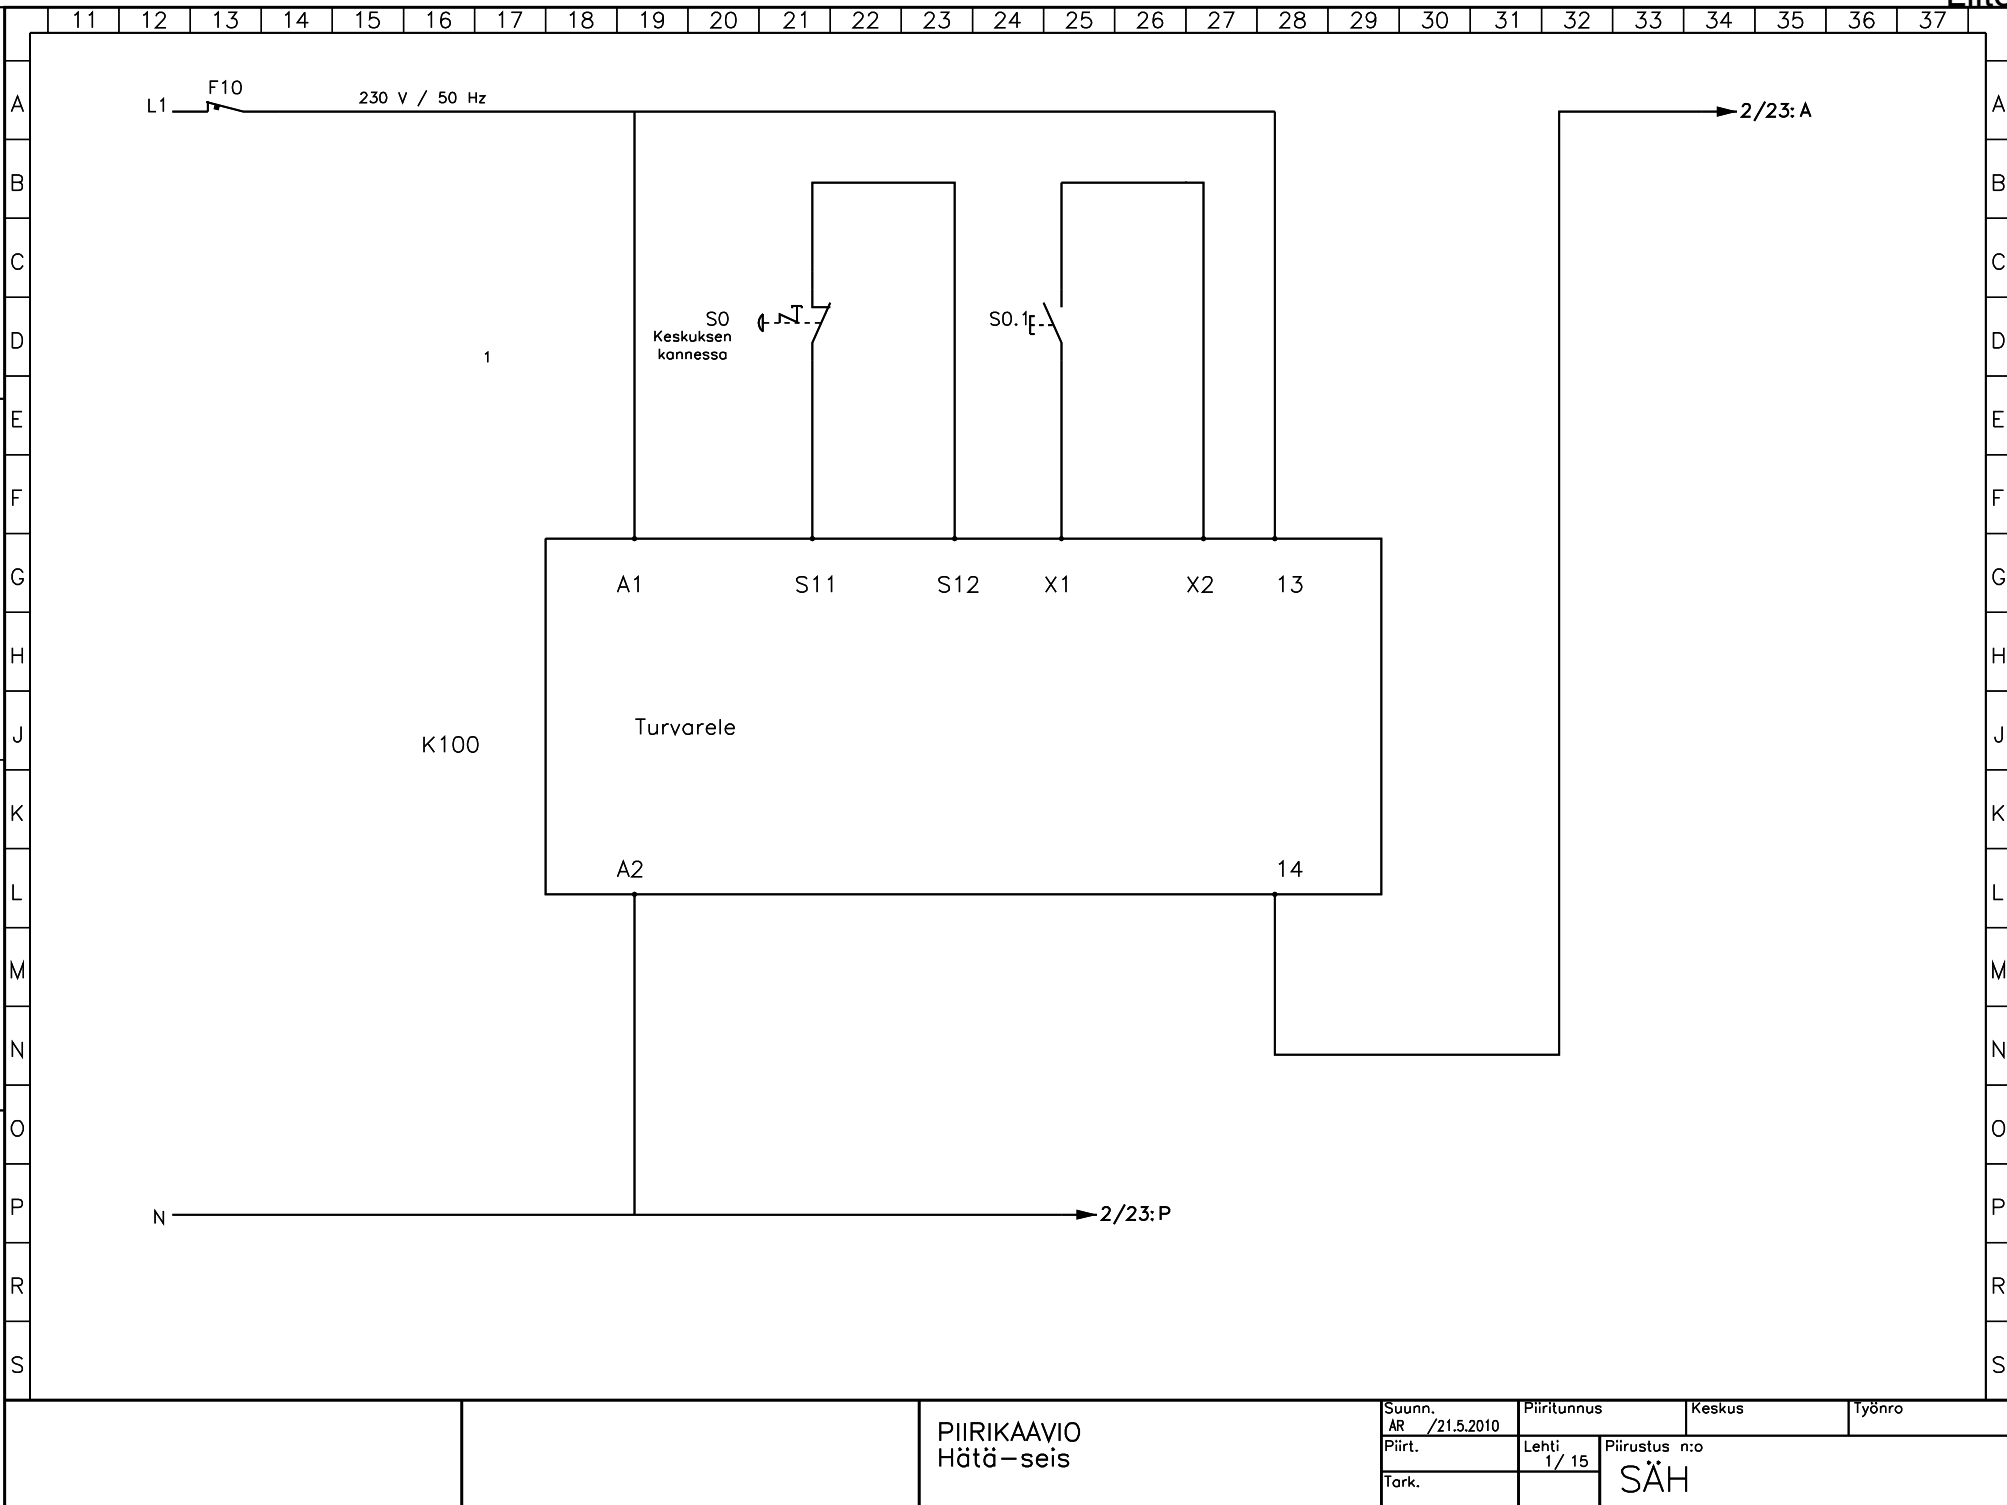 11 12 13 14 15 16 17 18 19 20 21 22 23 24 25 26 27 28 29 30 31 32 33 34 35 36 37
A A
F10
L1 230 V / 50 Hz 2/23:A
B B
C C
S0 S0.1
Keskuksen
kannessa
D D
1
E E
F F
G G
A1 S11 S12 X1 X2 13
H H
Turvarele
J J
K100
K K
A2 14
L L
M M
N N
O O
P P
N 2/23:P
R R
S S
PIIRIKAAVIO
Hätä-seis
Suunn. Piiritunnus Keskus Työnro
AR /21.5.2010
Piirt. Lehti Piirustus n:o
1/ 15
Tark. SÄH